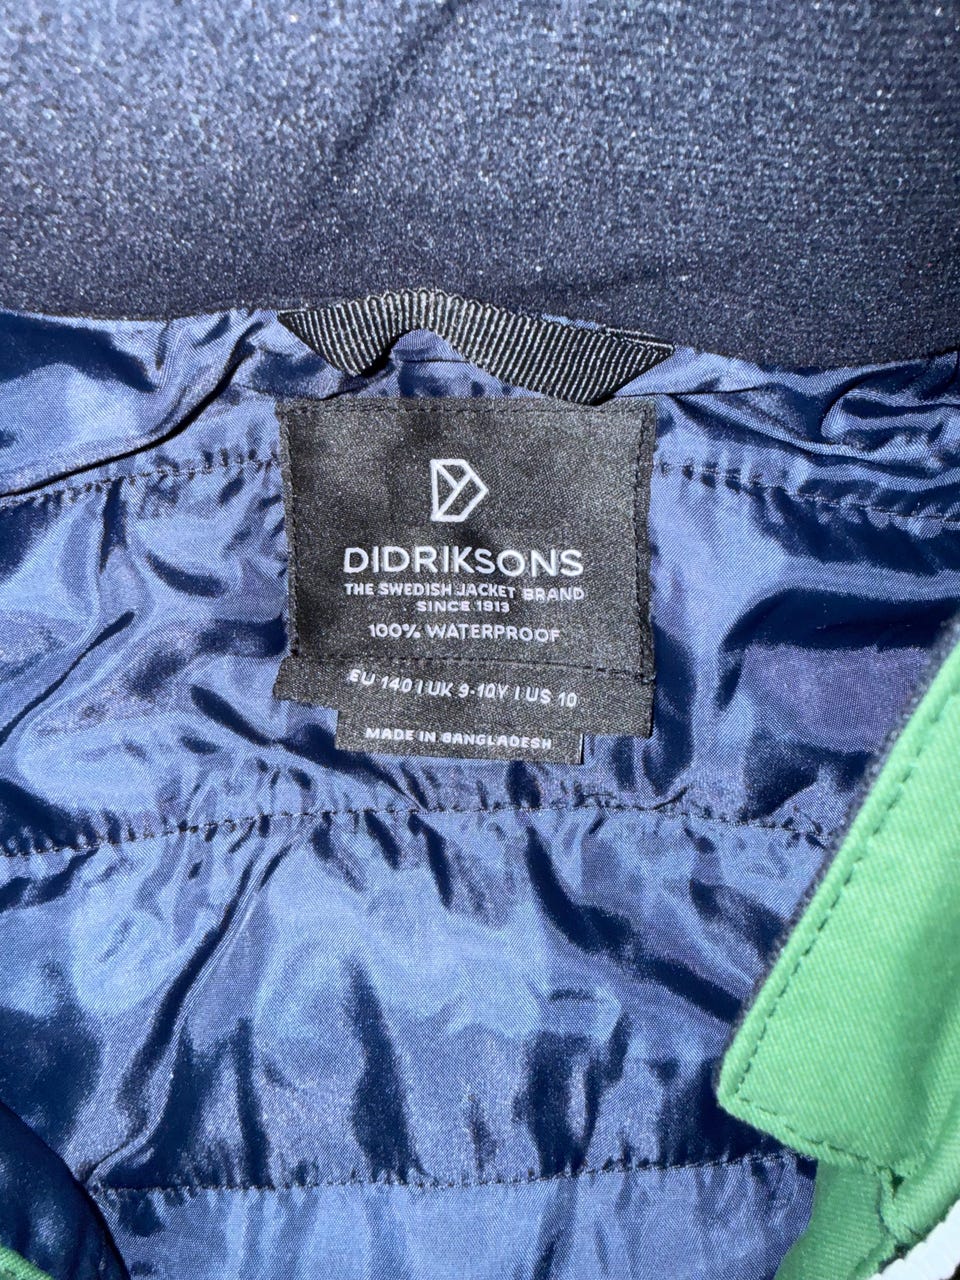 DIDRIKSONS
THE SWEDISH JACKET BRAND
SINCE 1913
100% WATERPROOF
EU 140 | UK 9-10Y | US 10
MADE IN BANGLADESH